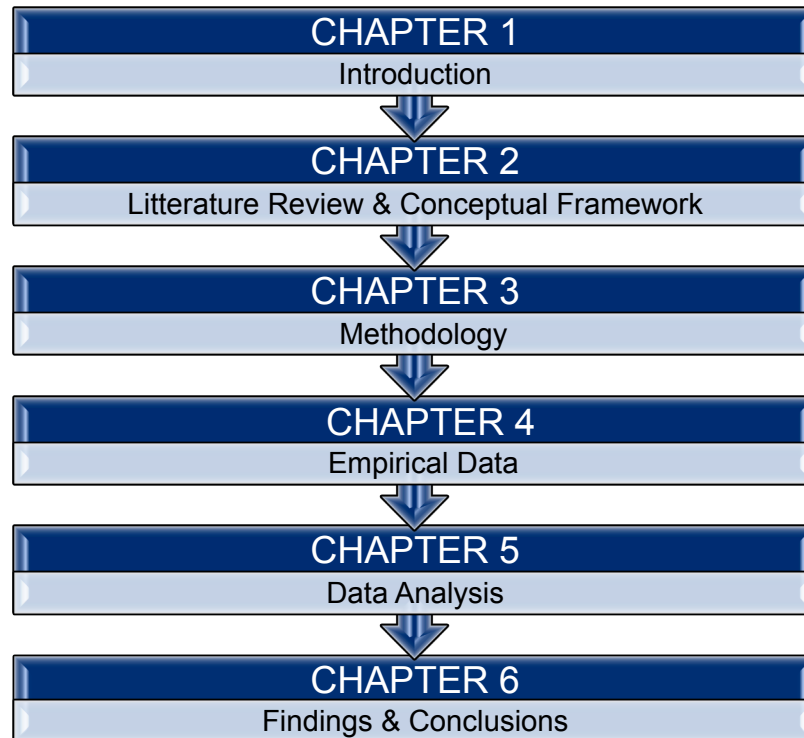 CHAPTER 1
Introduction
CHAPTER 2
Litterature Review & Conceptual Framework
CHAPTER 3
Methodology
CHAPTER 4
Empirical Data
CHAPTER 5
Data Analysis
CHAPTER 6
Findings & Conclusions